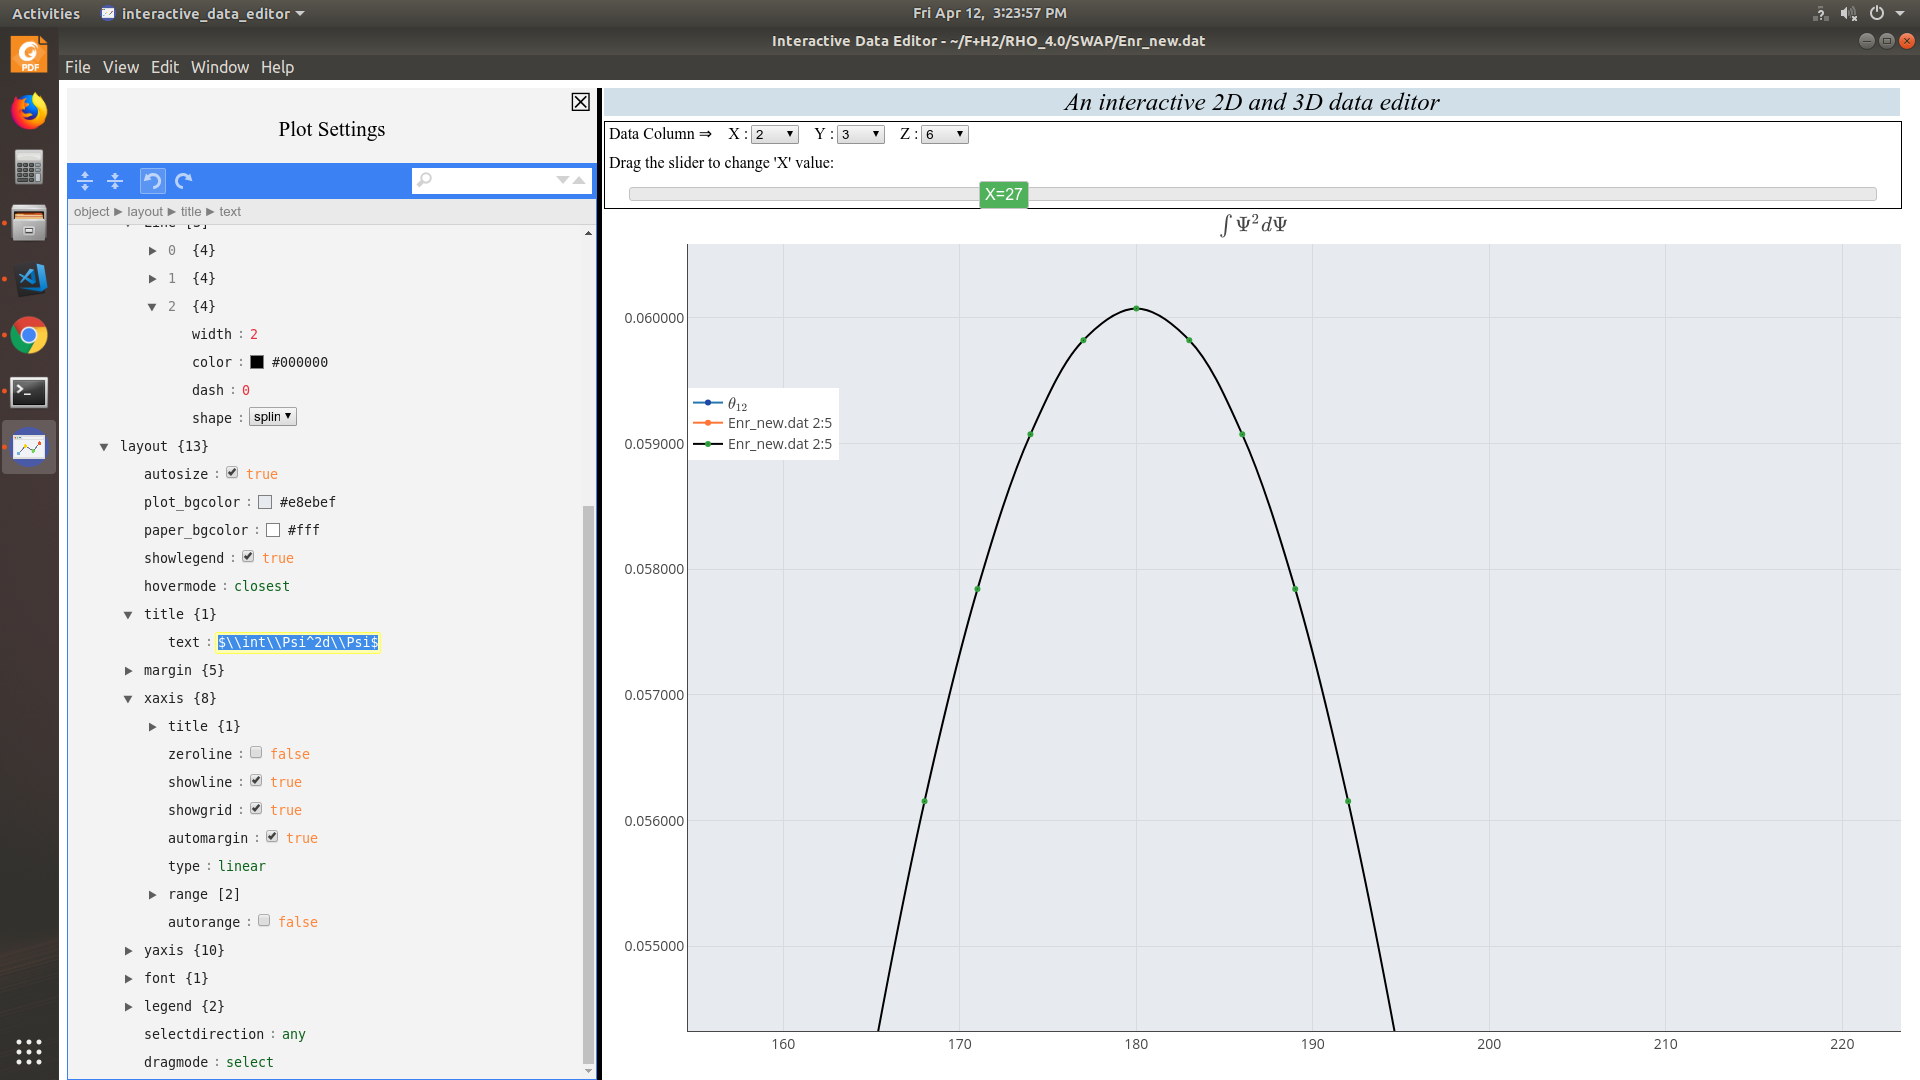 Activities interactive_data_editor Fri Apr 12, 3:23:57 PM
Interactive Data Editor - ~/F+H2/RHO_4.0/SWAP/Enr_new.dat
File View Edit Window Help
PDF
Plot Settings
object ▶ layout ▶ title ▶ text
0 {4}
1 {4}
2 {4}
width : 2
color : #000000
dash : 0
shape : splin
layout {13}
autosize : true
plot_bgcolor : #e8ebef
paper_bgcolor : #fff
showlegend : true
hovermode : closest
title {1}
text : $\\int\\Psi^2d\\Psi$
margin {5}
xaxis {8}
title {1}
zeroline : false
showline : true
showgrid : true
automargin : true
type : linear
range [2]
autorange : false
yaxis {10}
font {1}
legend {2}
selectdirection : any
dragmode : select
An interactive 2D and 3D data editor
Data Column ⇒ X : 2 Y : 3 Z : 6
Drag the slider to change 'X' value:
X=27
∫Ψ²dΨ
0.060000
0.059000
0.058000
0.057000
0.056000
0.055000
θ₁₂
Enr_new.dat 2:5
Enr_new.dat 2:5
160 170 180 190 200 210 220